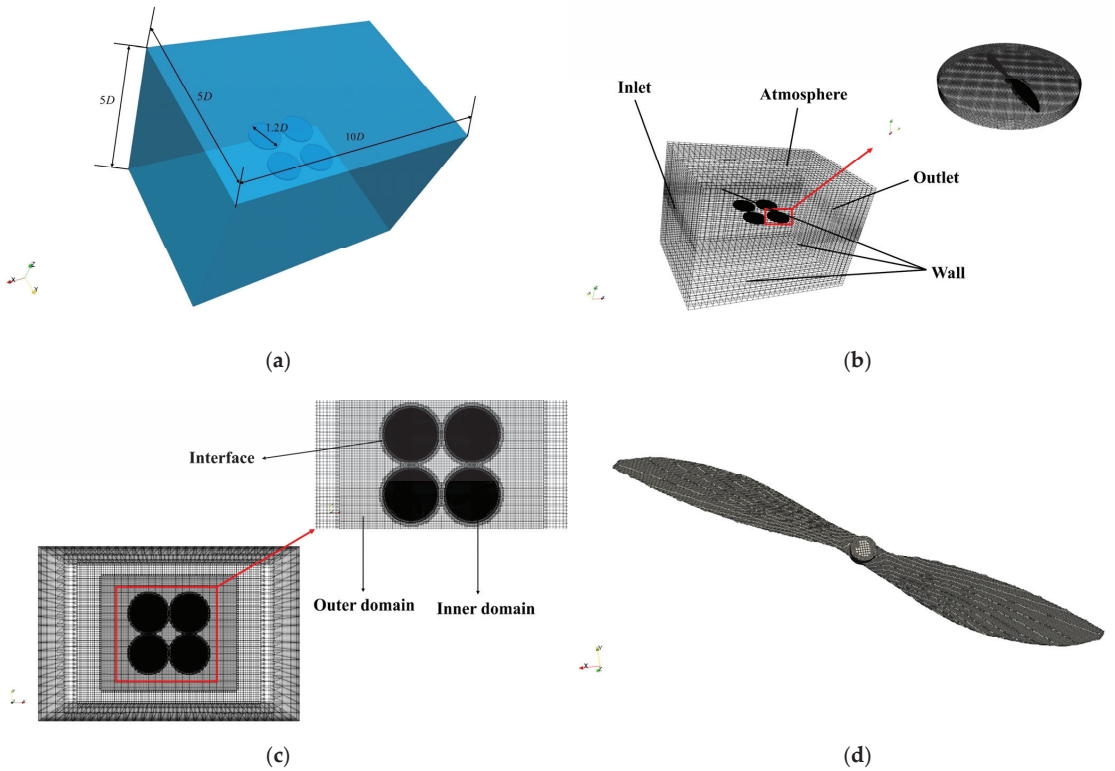 5D
5D
1.2D
10D
X
Z
Y
(a)
Inlet
Atmosphere
Outlet
Wall
(b)
Interface
Outer domain
Inner domain
(c)
Y
X
Z
(d)